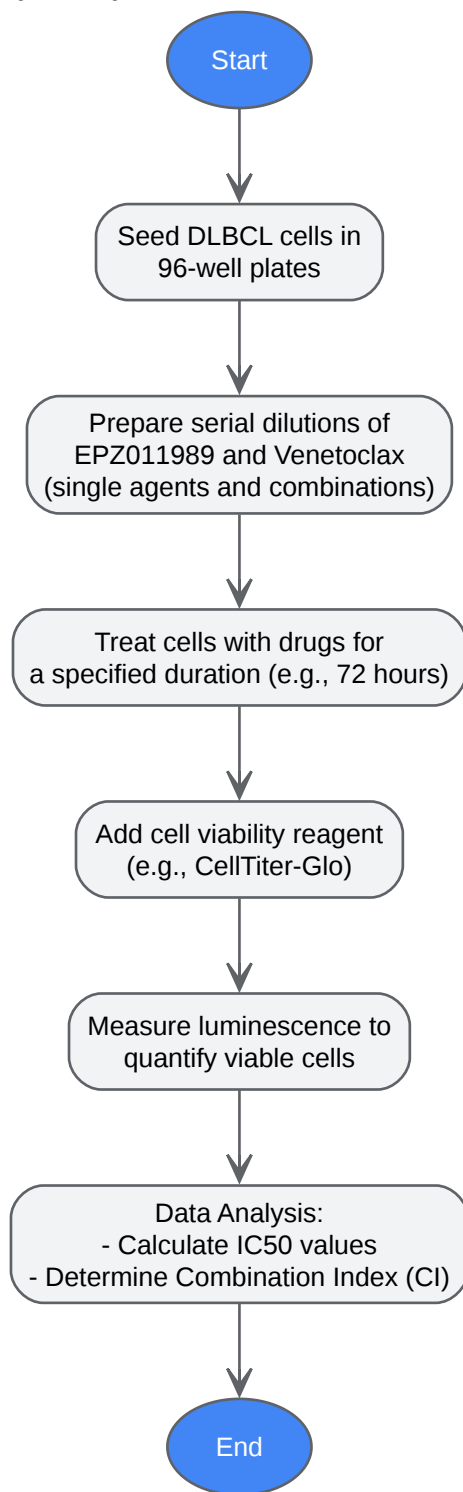 Start
Seed DLBCL cells in
96-well plates
Prepare serial dilutions of
EPZ011989 and Venetoclax
(single agents and combinations)
Treat cells with drugs for
a specified duration (e.g., 72 hours)
Add cell viability reagent
(e.g., CellTiter-Glo)
Measure luminescence to
quantify viable cells
Data Analysis:
- Calculate IC50 values
- Determine Combination Index (CI)
End